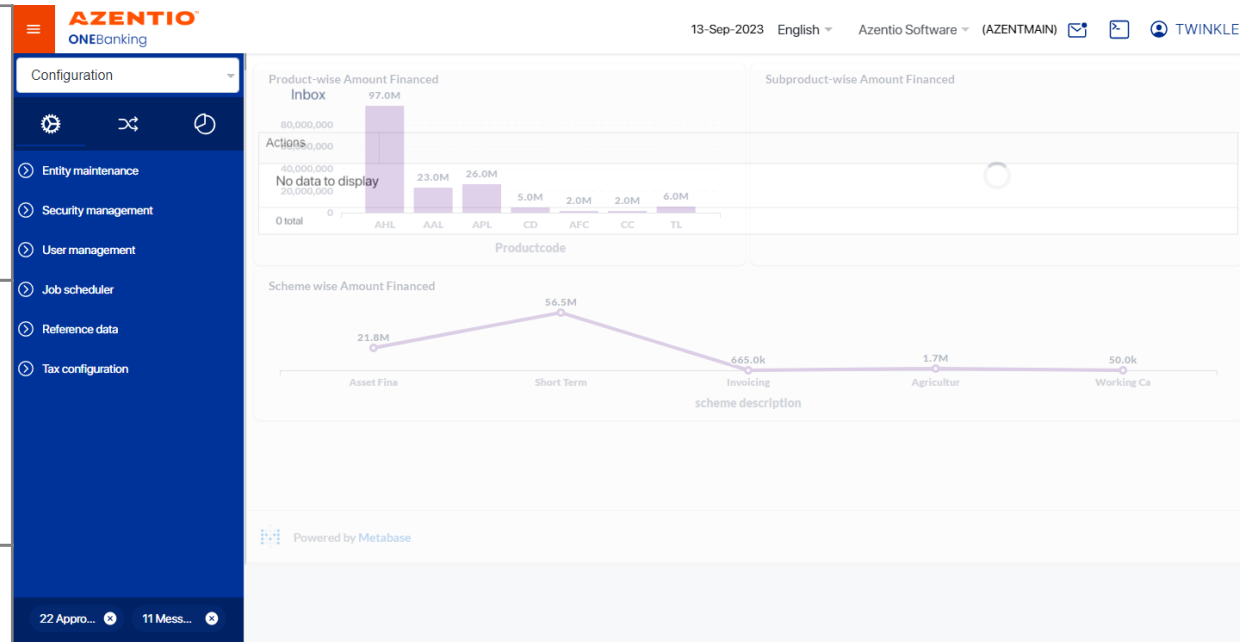 AZENTIO™
ONEBanking
13-Sep-2023 English Azentio Software (AZENTMAIN) TWINKLE
Configuration
Entity maintenance
Security management
User management
Job scheduler
Reference data
Tax configuration
22 Appro...
11 Mess...
Product-wise Amount Financed
Inbox
97.0M
80,000,000
Actions
60,000,000
40,000,000
No data to display
23.0M
26.0M
20,000,000
5.0M
2.0M
2.0M
6.0M
0
0 total
AHL AAL APL CD AFC CC TL
Productcode
Subproduct-wise Amount Financed
Scheme wise Amount Financed
56.5M
21.8M
665.0k
1.7M
50.0k
Asset Fina Short Term Invoicing Agricultur Working Ca
scheme description
Powered by Metabase